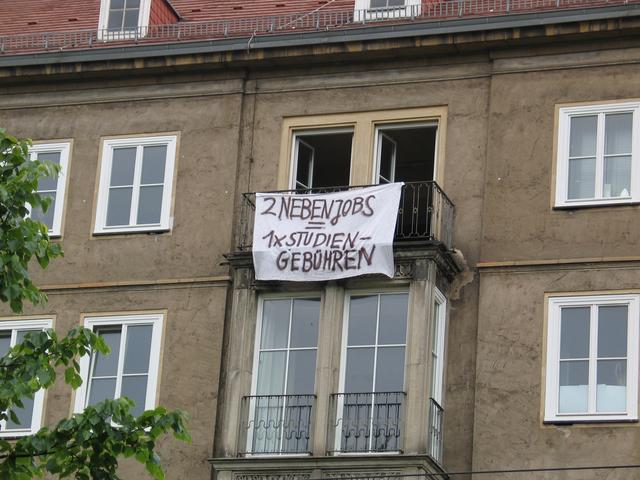 2 NEBENJOBS
=
1x STUDIEN-
GEBÜHREN